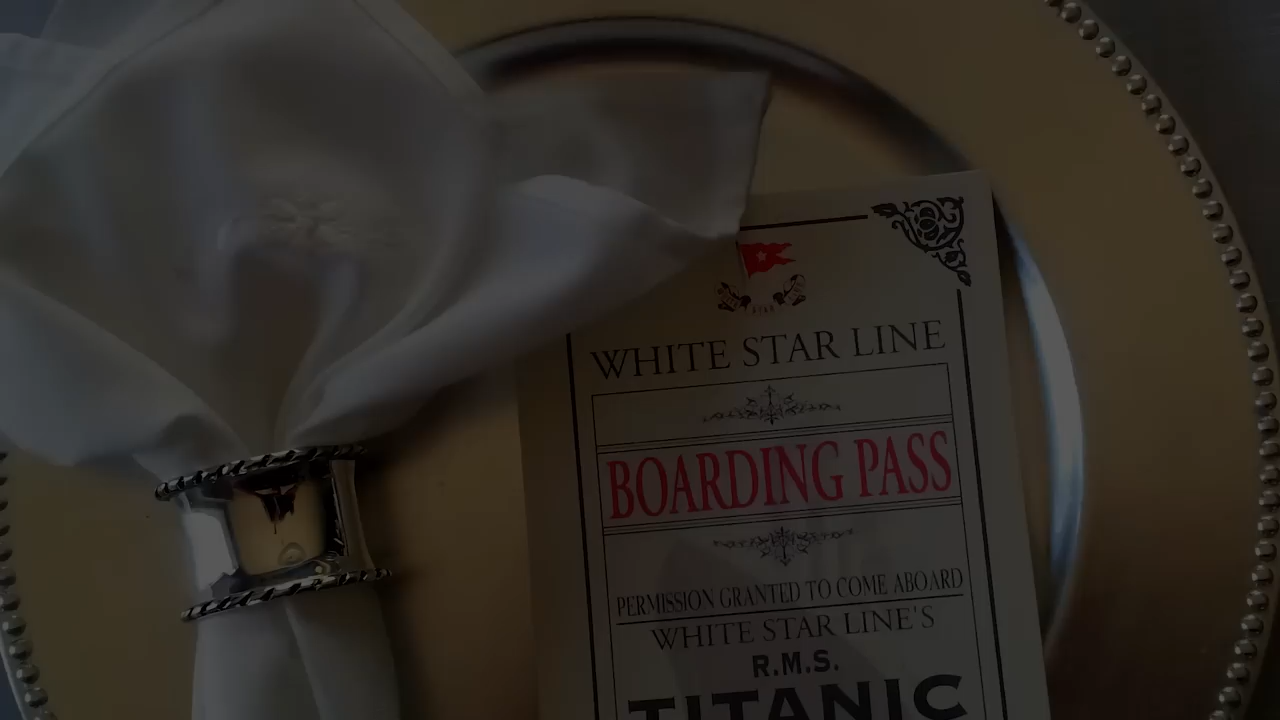 WHITE STAR LINE
BOARDING PASS
PERMISSION GRANTED TO COME ABOARD
WHITE STAR LINE'S
R.M.S.
TITANIC